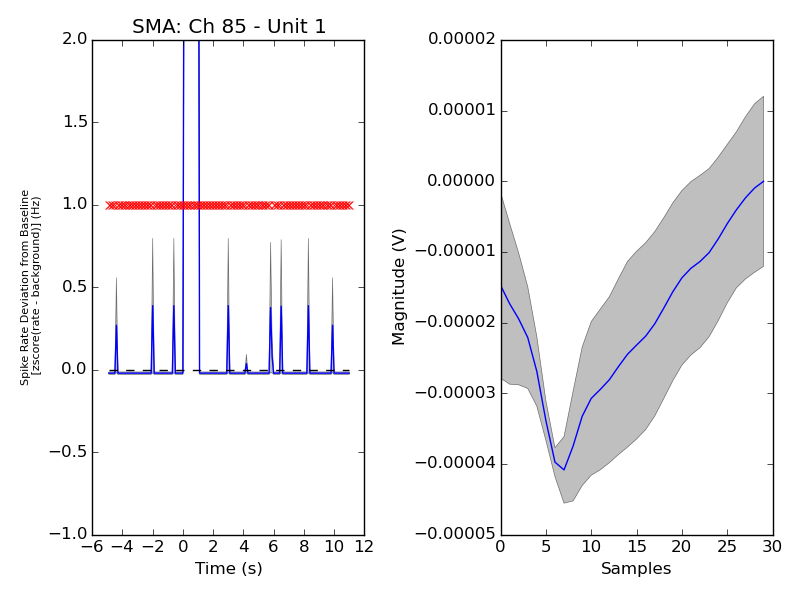 SMA: Ch 85 - Unit 1
Spike Rate Deviation from Baseline
[zscore(rate - background)] (Hz)
2.0
1.5
1.0
0.5
0.0
−0.5
−1.0
−6 −4 −2 0 2 4 6 8 10 12
Time (s)
Magnitude (V)
0.00002
0.00001
0.00000
−0.00001
−0.00002
−0.00003
−0.00004
−0.00005
0 5 10 15 20 25 30
Samples